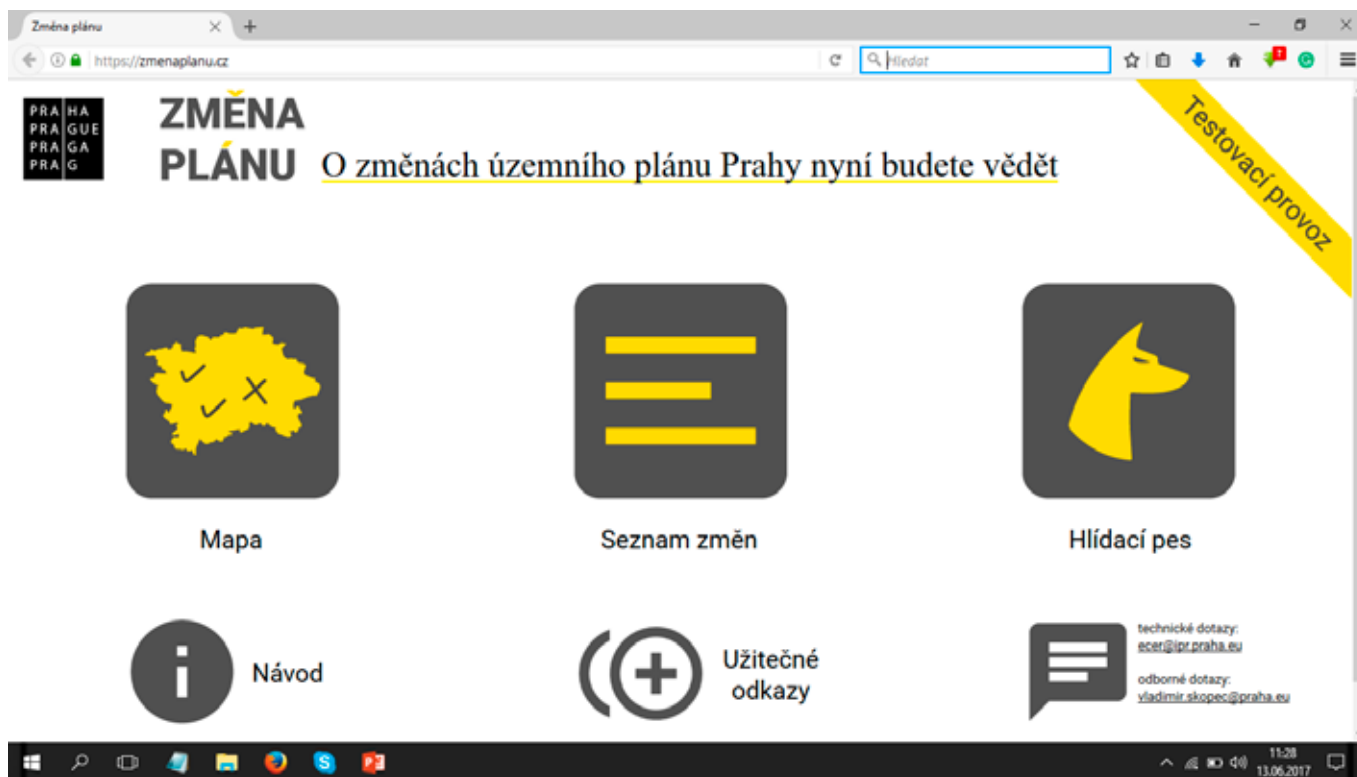 Změna plánu
https://zmenaplanu.cz
Hledat
PRA HA
PRA GUE
PRA GA
PRA G
ZMĚNA
PLÁNU
O změnách územního plánu Prahy nyní budete vědět
Testovací provoz
Mapa
Seznam změn
Hlídací pes
Návod
Užitečné
odkazy
technické dotazy:
ecer@ipr.praha.eu
odborné dotazy:
vladimir.skopec@praha.eu
11:28
13.06.2017